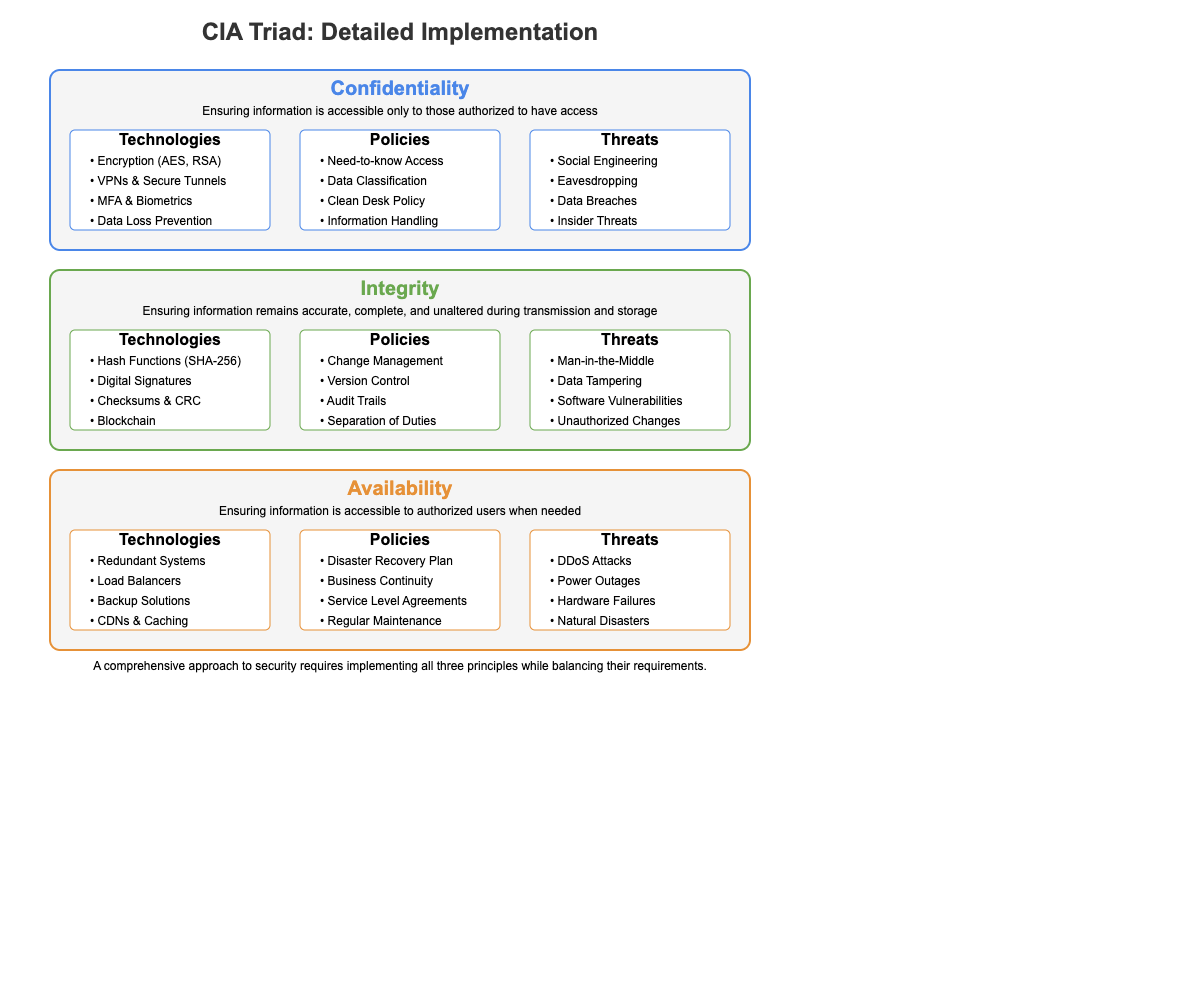 CIA Triad: Detailed Implementation
Confidentiality
Ensuring information is accessible only to those authorized to have access
Technologies
• Encryption (AES, RSA)
• VPNs & Secure Tunnels
• MFA & Biometrics
• Data Loss Prevention
Policies
• Need-to-know Access
• Data Classification
• Clean Desk Policy
• Information Handling
Threats
• Social Engineering
• Eavesdropping
• Data Breaches
• Insider Threats
Integrity
Ensuring information remains accurate, complete, and unaltered during transmission and storage
Technologies
• Hash Functions (SHA-256)
• Digital Signatures
• Checksums & CRC
• Blockchain
Policies
• Change Management
• Version Control
• Audit Trails
• Separation of Duties
Threats
• Man-in-the-Middle
• Data Tampering
• Software Vulnerabilities
• Unauthorized Changes
Availability
Ensuring information is accessible to authorized users when needed
Technologies
• Redundant Systems
• Load Balancers
• Backup Solutions
• CDNs & Caching
Policies
• Disaster Recovery Plan
• Business Continuity
• Service Level Agreements
• Regular Maintenance
Threats
• DDoS Attacks
• Power Outages
• Hardware Failures
• Natural Disasters
A comprehensive approach to security requires implementing all three principles while balancing their requirements.